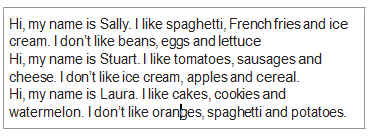 Hi, my name is Sally. I like spaghetti, French fries and ice
cream. I don't like beans, eggs and lettuce
Hi, my name is Stuart. I like tomatoes, sausages and
cheese. I don't like ice cream, apples and cereal.
Hi, my name is Laura. I like cakes, cookies and
watermelon. I don't like oranges, spaghetti and potatoes.